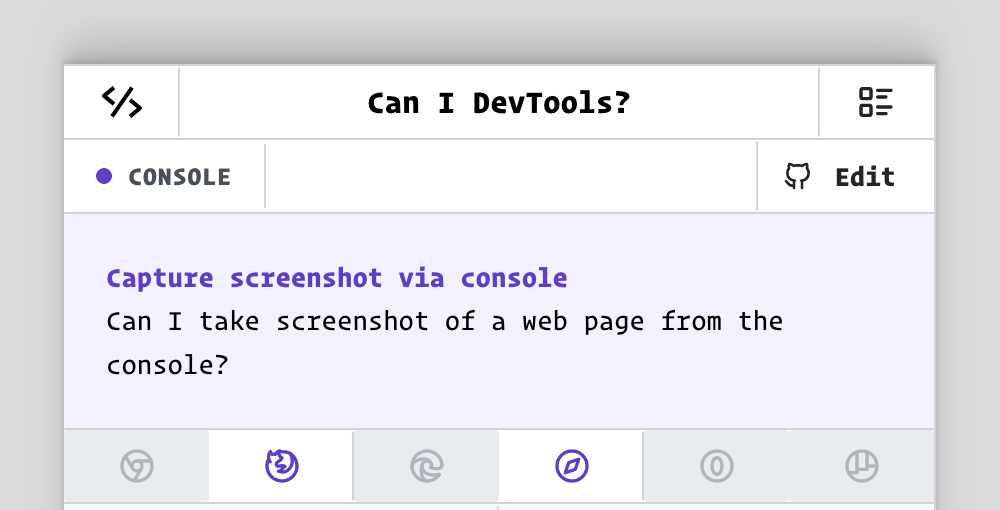 Can I DevTools?
CONSOLE
Edit
Capture screenshot via console
Can I take screenshot of a web page from the
console?